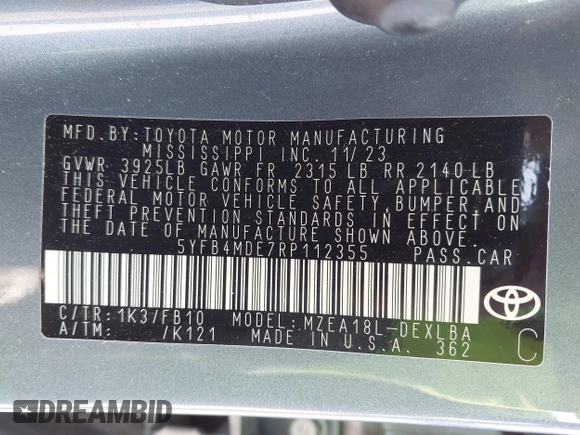 MFD.BY:TOYOTA MOTOR MANUFACTURING
MISSISSIPPI INC. 11/23
GVWR 3925LB GAWR FR 2315 LB RR 2140 LB
THIS VEHICLE CONFORMS TO ALL APPLICABLE
FEDERAL MOTOR VEHICLE SAFETY, BUMPER, AND
THEFT PREVENTION STANDARDS IN EFFECT ON
THE DATE OF MANUFACTURE SHOWN ABOVE.
5YFB4MDE7RP112355 PASS.CAR
C/TR:1K3/FB10 MODEL:MZEA18L-DEXLBA
A/TM: /K121 MADE IN U.S.A. 362
C
DREAMBID